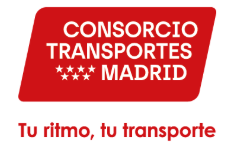 CONSORCIO
TRANSPORTES
MADRID
Tu ritmo, tu transporte